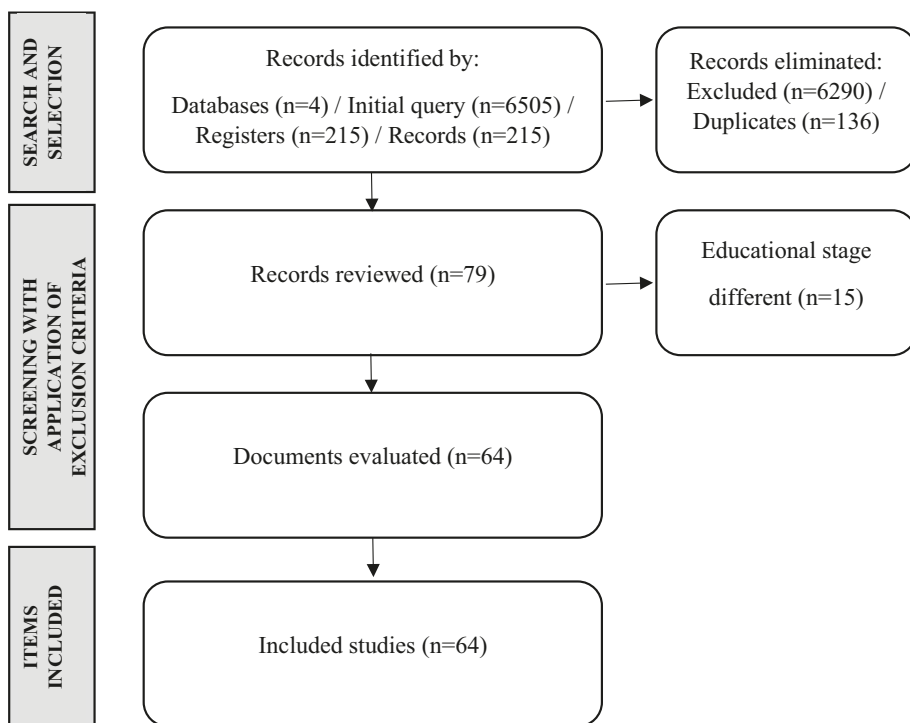 SEARCH AND
SELECTION
Records identified by:
Databases (n=4) / Initial query (n=6505) /
Registers (n=215) / Records (n=215)
Records eliminated:
Excluded (n=6290) /
Duplicates (n=136)
SCREENING WITH
APPLICATION OF
EXCLUSION CRITERIA
Records reviewed (n=79)
Educational stage
different (n=15)
Documents evaluated (n=64)
ITEMS
INCLUDED
Included studies (n=64)